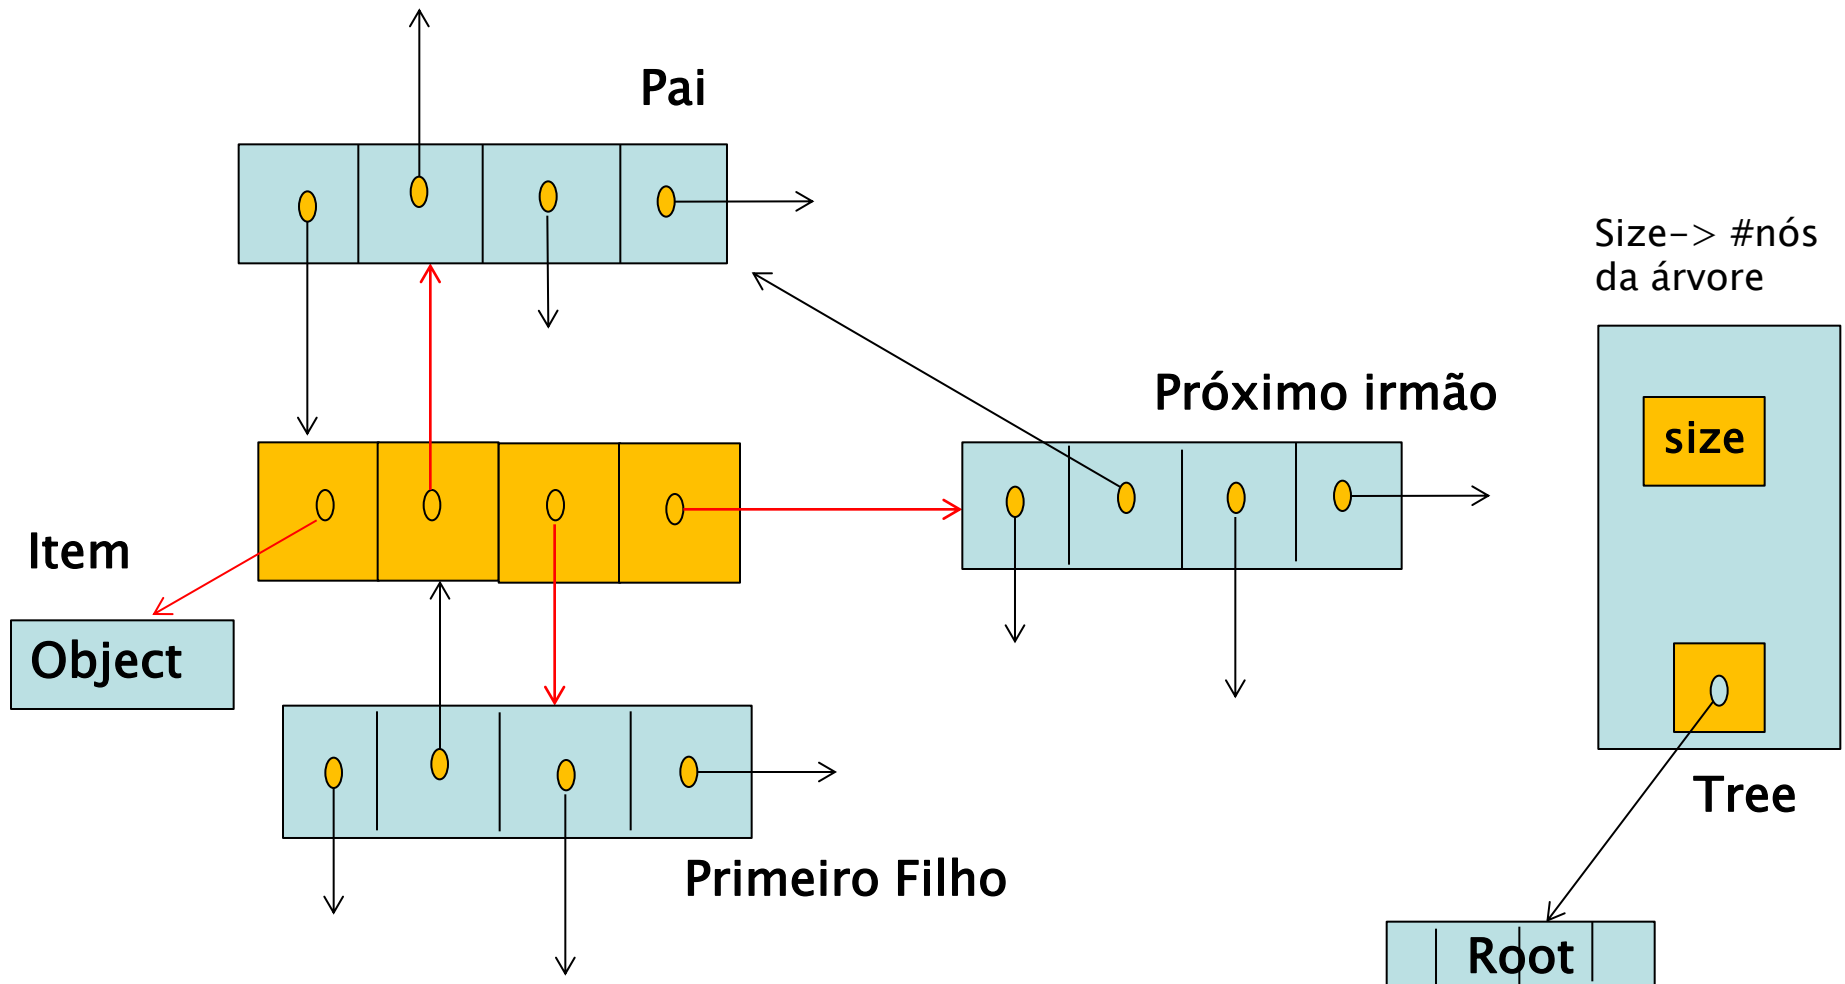 Pai
Size-> #nós
da árvore
Próximo irmão
size
Item
Object
Tree
Primeiro Filho
Root